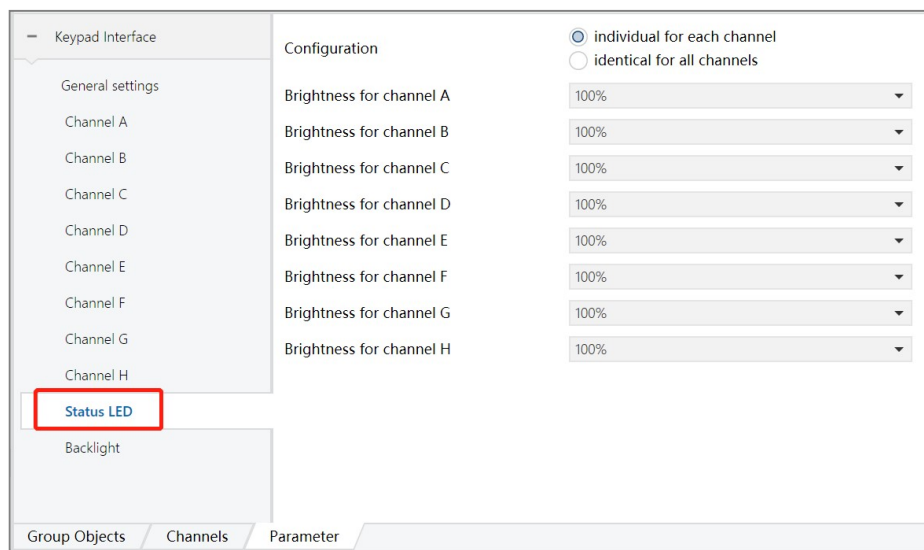 Keypad Interface
General settings
Channel A
Channel B
Channel C
Channel D
Channel E
Channel F
Channel G
Channel H
Status LED
Backlight
Configuration
individual for each channel
identical for all channels
Brightness for channel A 100%
Brightness for channel B 100%
Brightness for channel C 100%
Brightness for channel D 100%
Brightness for channel E 100%
Brightness for channel F 100%
Brightness for channel G 100%
Brightness for channel H 100%
Group Objects Channels Parameter